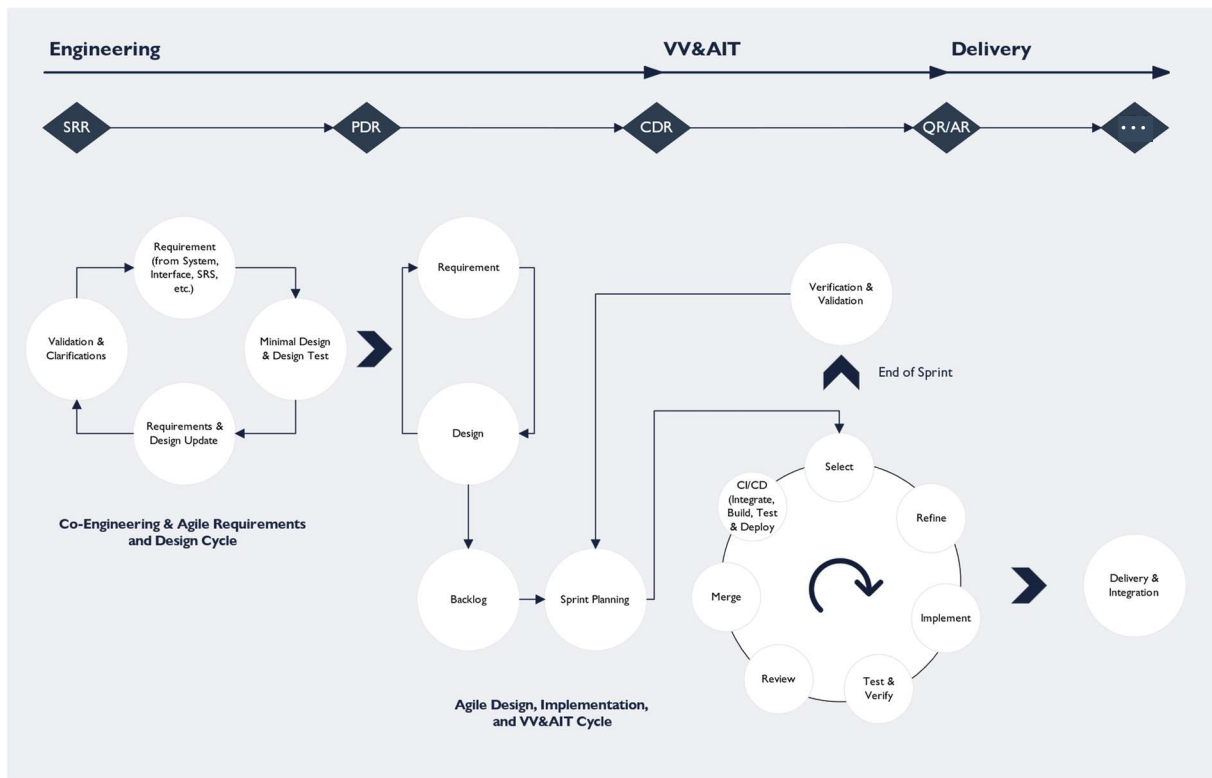 Engineering
VV&AIT
Delivery
SRR
PDR
CDR
QR/AR
...
Requirement
(from System,
Interface, SRS,
etc.)
Validation &
Clarifications
Minimal Design
& Design Test
Requirements &
Design Update
Co-Engineering & Agile Requirements
and Design Cycle
Requirement
Design
Backlog
Sprint Planning
Verification &
Validation
End of Sprint
Select
Refine
Implement
Test &
Verify
Review
Merge
CI/CD
(Integrate,
Build, Test
& Deploy
Delivery &
Integration
Agile Design, Implementation,
and VV&AIT Cycle